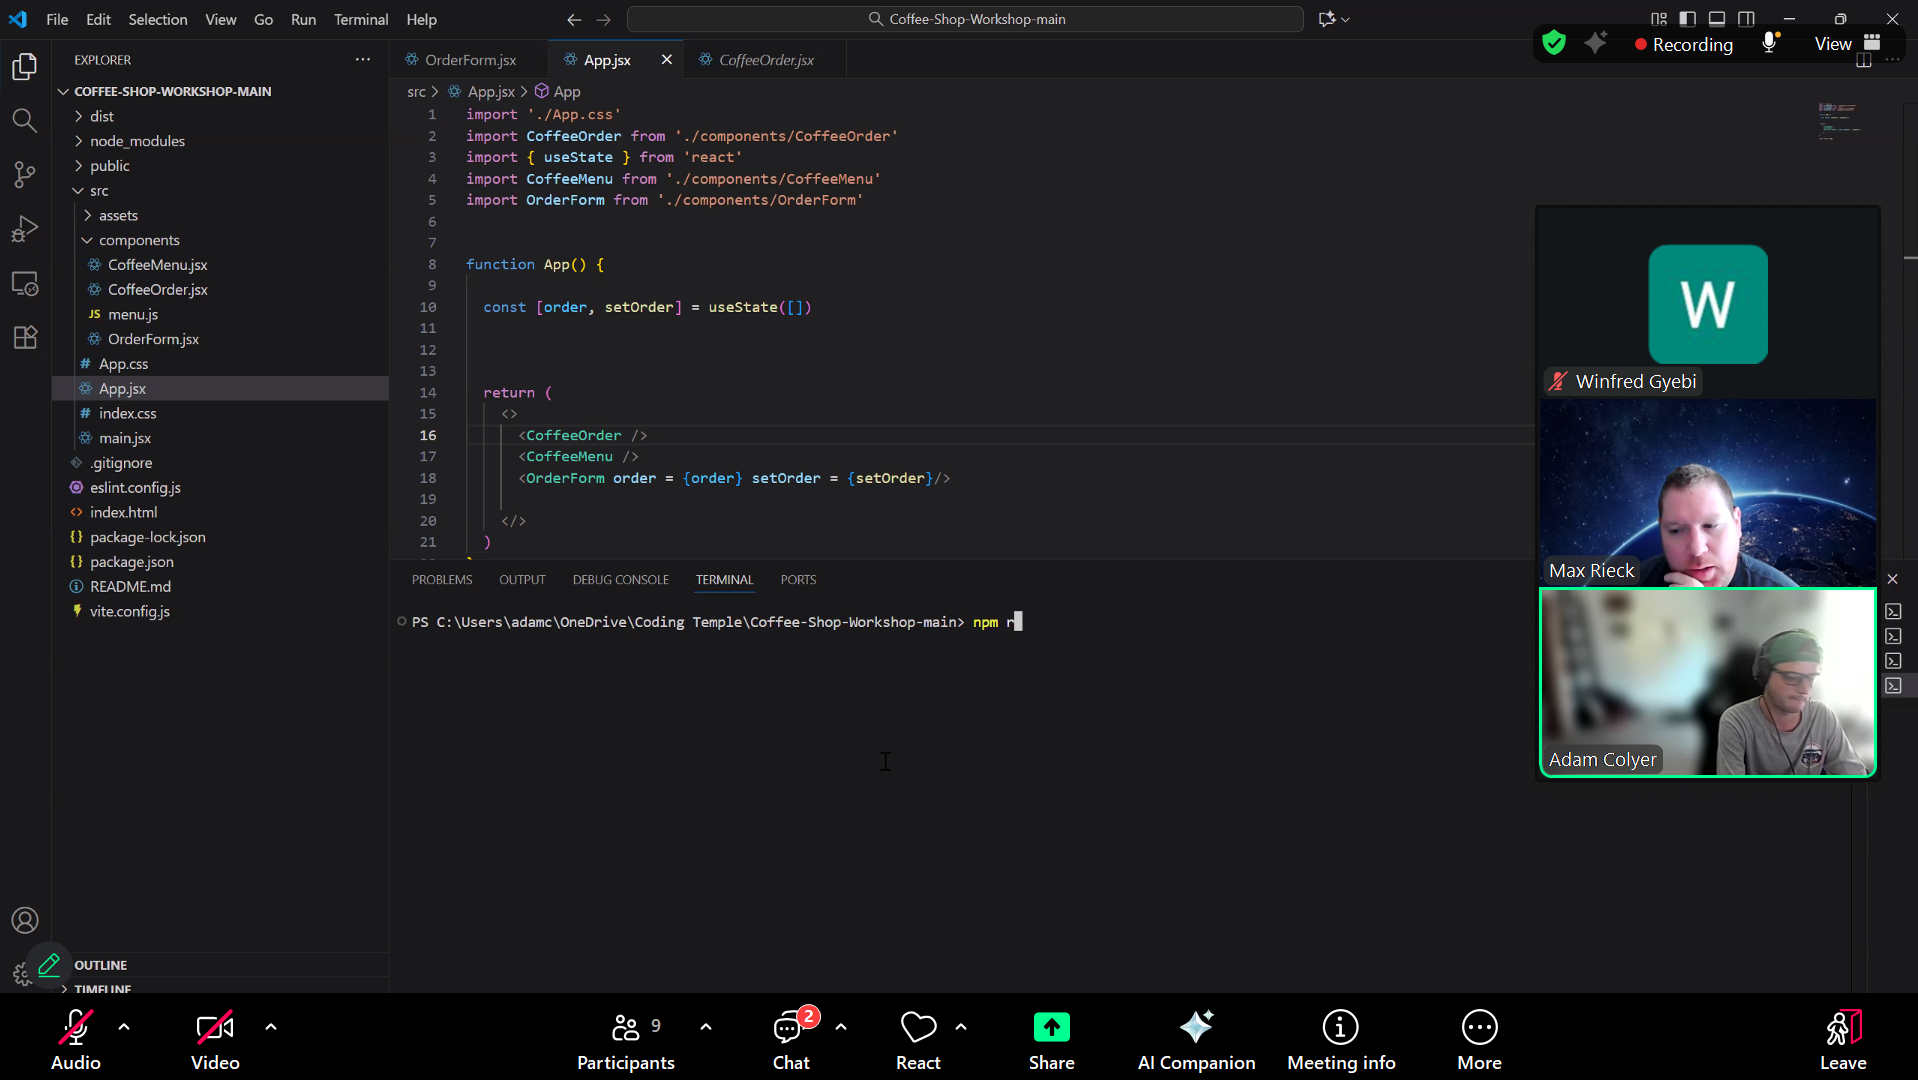 File Edit Selection View Go Run Terminal Help
Coffee-Shop-Workshop-main
Recording
View
EXPLORER
COFFEE-SHOP-WORKSHOP-MAIN
dist
node_modules
public
src
assets
components
CoffeeMenu.jsx
CoffeeOrder.jsx
JS menu.js
OrderForm.jsx
# App.css
App.jsx
# index.css
main.jsx
.gitignore
eslint.config.js
<> index.html
{} package-lock.json
{} package.json
README.md
vite.config.js
OUTLINE
TIMELINE
OrderForm.jsx App.jsx CoffeeOrder.jsx
src > App.jsx > App
1 import './App.css'
2 import CoffeeOrder from './components/CoffeeOrder'
3 import { useState } from 'react'
4 import CoffeeMenu from './components/CoffeeMenu'
5 import OrderForm from './components/OrderForm'
6
7
8 function App() {
9
10 const [order, setOrder] = useState([])
11
12
13
14 return (
15 <>
16 <CoffeeOrder />
17 <CoffeeMenu />
18 <OrderForm order = {order} setOrder = {setOrder}/>
19
20 </>
21 )
PROBLEMS OUTPUT DEBUG CONSOLE TERMINAL PORTS
PS C:\Users\adamc\OneDrive\Coding Temple\Coffee-Shop-Workshop-main> npm r
W
Winfred Gyebi
Max Rieck
Adam Colyer
Audio
Video
9
Participants
2
Chat
React
Share
AI Companion
Meeting info
More
Leave